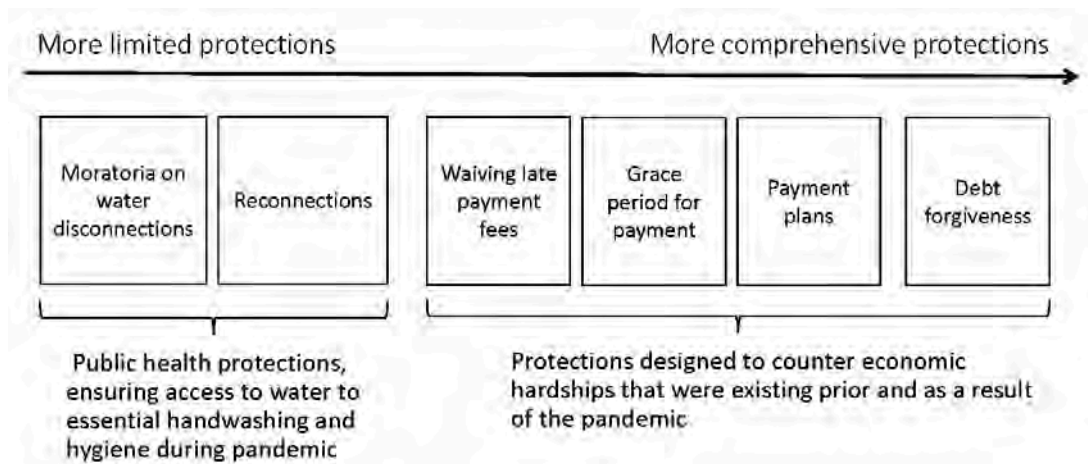 More limited protections
More comprehensive protections
Moratoria on
water
disconnections
Reconnections
Waiving late
payment
fees
Grace
period for
payment
Payment
plans
Debt
forgiveness
Public health protections,
ensuring access to water to
essential handwashing and
hygiene during pandemic
Protections designed to counter economic
hardships that were existing prior and as a result
of the pandemic